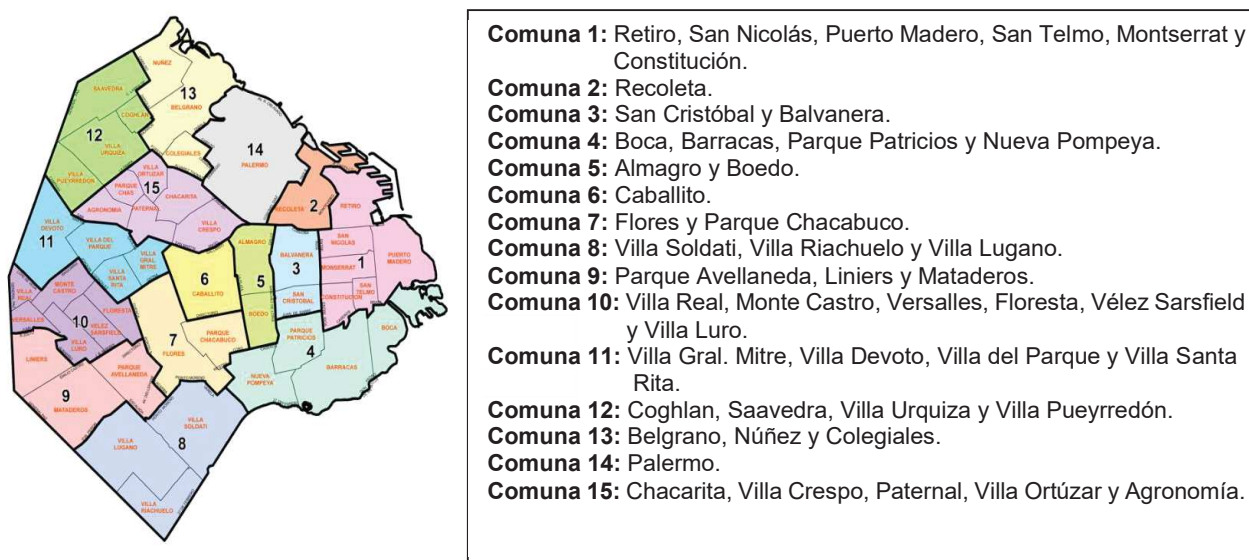 NUÑEZ
SAAVEDRA
13
BELGRANO
COGHLAN
12
VILLA
URQUIZA
COLEGIALES
14
PALERMO
VILLA
PUEYRREDON
VILLA
ORTUZAR
PARQUE
CHAS
15
CHACARITA
AGRONOMIA
PATERNAL
VILLA
CRESPO
2
RECOLETA
RETIRO
VILLA
DEVOTO
11
VILLA DEL
PARQUE
VILLA
GRAL
MITRE
VILLA
SANTA
RITA
ALMAGRO
BALVANERA
SAN
NICOLAS
PUERTO
MADERO
MONSERRAT
1
6
CABALLITO
5
3
SAN
CRISTOBAL
CONSTITUCION
SAN
TELMO
VILLA
REAL
MONTE
CASTRO
VERSALLES
FLORESTA
10
VELEZ
SARSFIELD
VILLA
LURO
BOEDO
7
FLORES
PARQUE
CHACABUCO
PARQUE
PATRICIOS
BOCA
4
BARRACAS
NUEVA
POMPEYA
LINIERS
PARQUE
AVELLANEDA
9
MATADEROS
VILLA
SOLDATI
VILLA
LUGANO
8
VILLA
RIACHUELO
Comuna 1: Retiro, San Nicolás, Puerto Madero, San Telmo, Montserrat y
Constitución.
Comuna 2: Recoleta.
Comuna 3: San Cristóbal y Balvanera.
Comuna 4: Boca, Barracas, Parque Patricios y Nueva Pompeya.
Comuna 5: Almagro y Boedo.
Comuna 6: Caballito.
Comuna 7: Flores y Parque Chacabuco.
Comuna 8: Villa Soldati, Villa Riachuelo y Villa Lugano.
Comuna 9: Parque Avellaneda, Liniers y Mataderos.
Comuna 10: Villa Real, Monte Castro, Versalles, Floresta, Vélez Sarsfield
y Villa Luro.
Comuna 11: Villa Gral. Mitre, Villa Devoto, Villa del Parque y Villa Santa
Rita.
Comuna 12: Coghlan, Saavedra, Villa Urquiza y Villa Pueyrredón.
Comuna 13: Belgrano, Núñez y Colegiales.
Comuna 14: Palermo.
Comuna 15: Chacarita, Villa Crespo, Paternal, Villa Ortúzar y Agronomía.